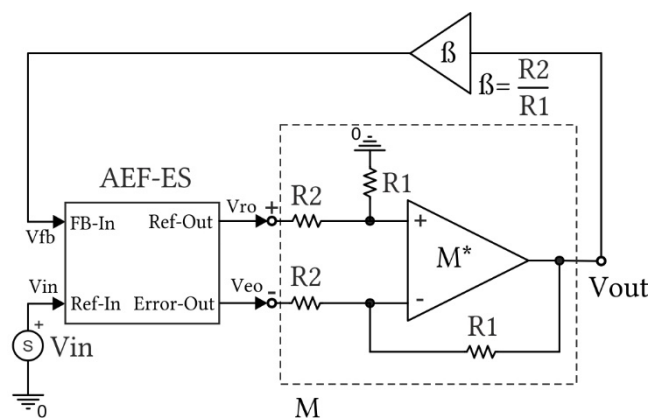 ß
ß= R2
R1
0
AEF-ES
R2
R1
Vro
+
Vfb
FB-In
Ref-Out
+
M*
Vin
Veo
R2
Ref-In
Error-Out
-
-
Vout
+
S
Vin
R1
0
M